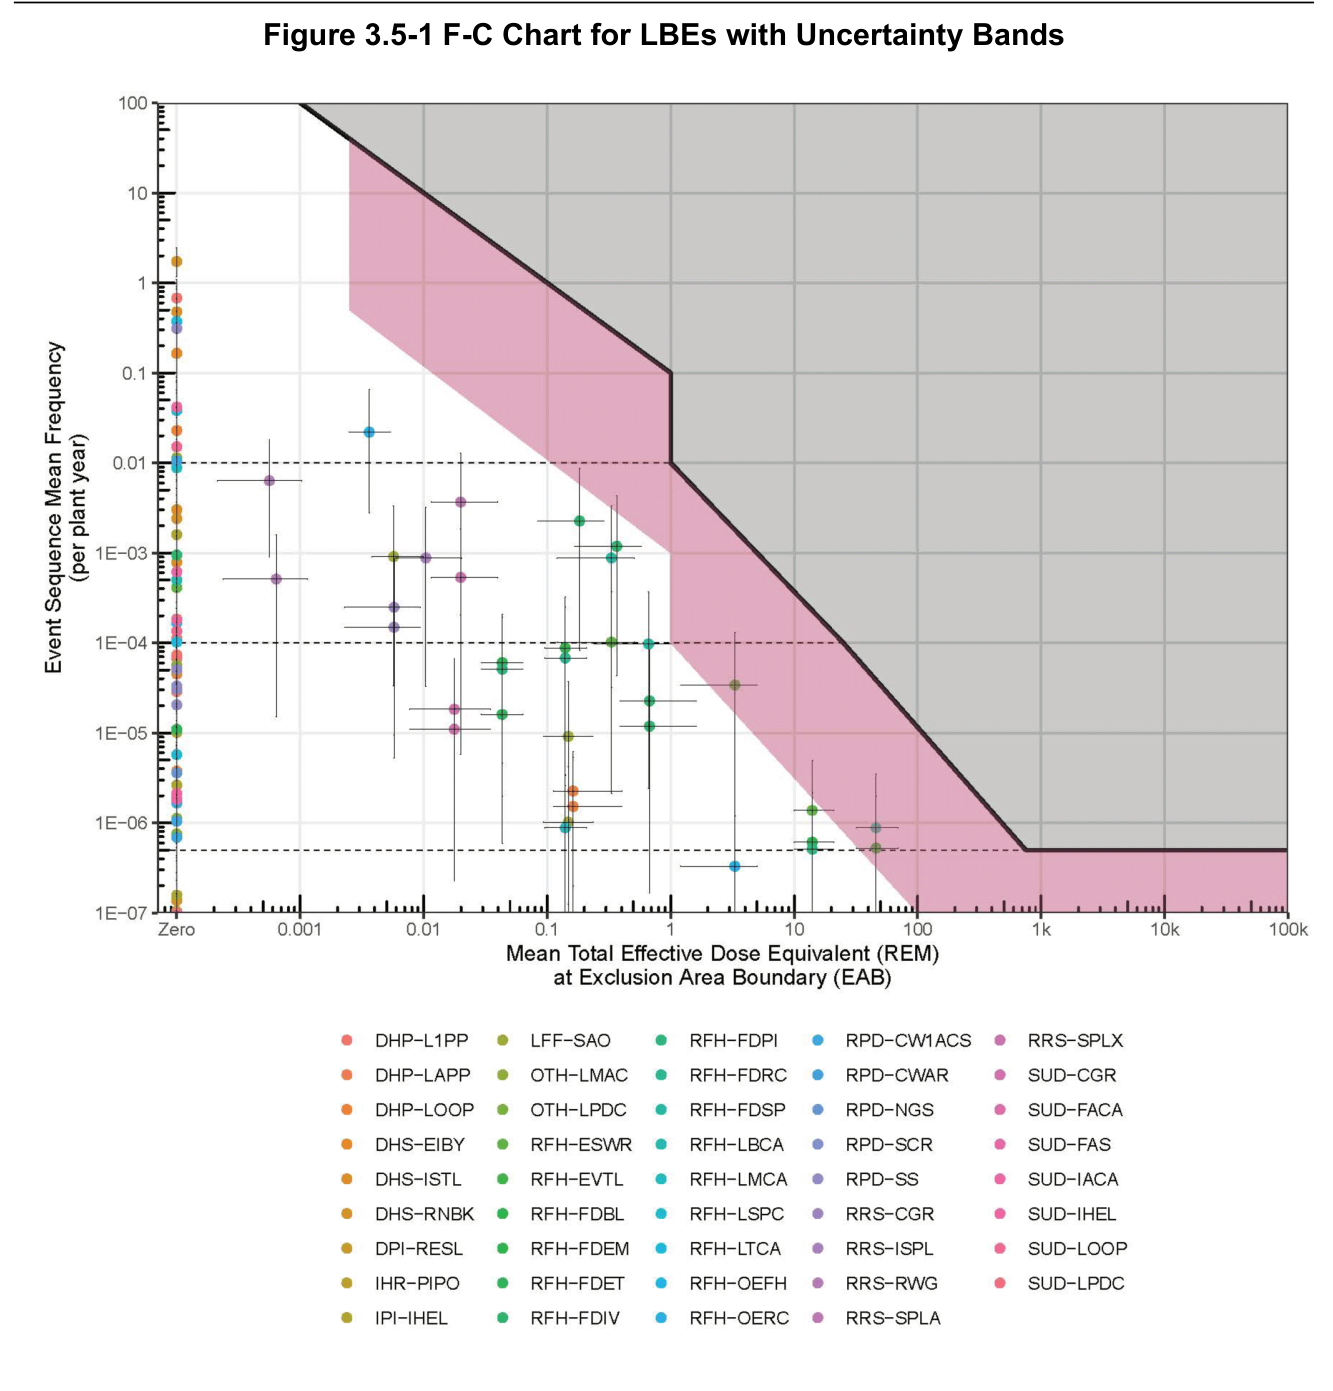 Figure 3.5-1 F-C Chart for LBEs with Uncertainty Bands
100
10
1
0.1
0.01
1E−03
1E−04
1E−05
1E−06
1E−07
Event Sequence Mean Frequency
(per plant year)
Zero 0.001 0.01 0.1 1 10 100 1k 10k 100k
Mean Total Effective Dose Equivalent (REM)
at Exclusion Area Boundary (EAB)
DHP−L1PP LFF−SAO RFH−FDPI RPD−CW1ACS RRS−SPLX
DHP−LAPP OTH−LMAC RFH−FDRC RPD−CWAR SUD−CGR
DHP−LOOP OTH−LPDC RFH−FDSP RPD−NGS SUD−FACA
DHS−EIBY RFH−ESWR RFH−LBCA RPD−SCR SUD−FAS
DHS−ISTL RFH−EVTL RFH−LMCA RPD−SS SUD−IACA
DHS−RNBK RFH−FDBL RFH−LSPC RRS−CGR SUD−IHEL
DPI−RESL RFH−FDEM RFH−LTCA RRS−ISPL SUD−LOOP
IHR−PIPO RFH−FDET RFH−OEFH RRS−RWG SUD−LPDC
IPI−IHEL RFH−FDIV RFH−OERC RRS−SPLA